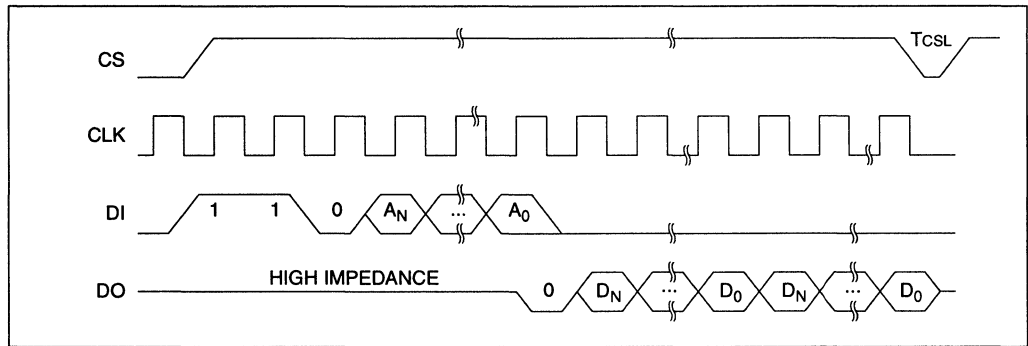 CS TCSL
CLK
DI 1 1 0 AN ... A0
HIGH IMPEDANCE
DO 0 DN ... D0 DN ... D0